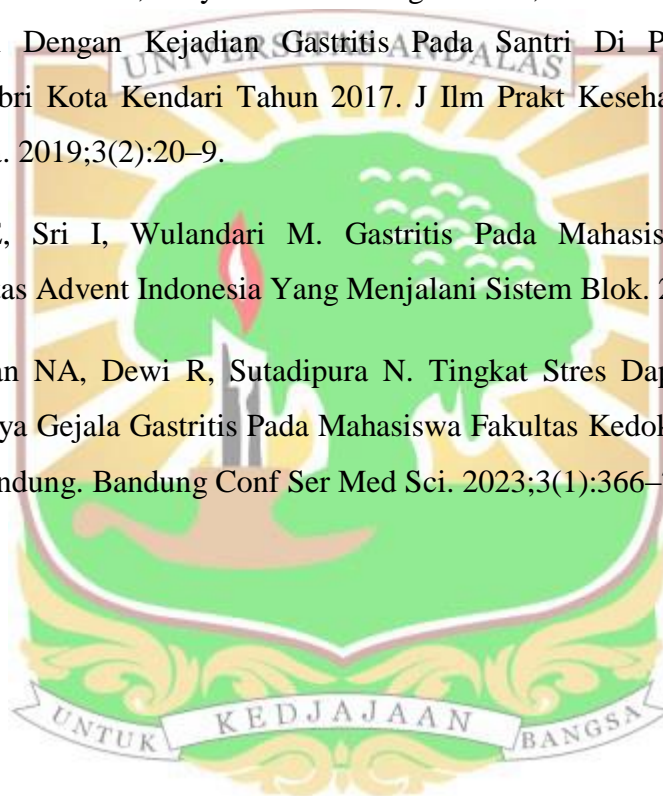 UNIVERSITAS ANDALAS
Dengan Kejadian Gastritis Pada Santri Di P
bri Kota Kendari Tahun 2017. J Ilm Prakt Keseha
. 2019;3(2):20–9.
, Sri I, Wulandari M. Gastritis Pada Mahasis
as Advent Indonesia Yang Menjalani Sistem Blok. 2
an NA, Dewi R, Sutadipura N. Tingkat Stres Dap
ya Gejala Gastritis Pada Mahasiswa Fakultas Kedok
ndung. Bandung Conf Ser Med Sci. 2023;3(1):366–
UNTUK KEDJAJAAN BANGSA